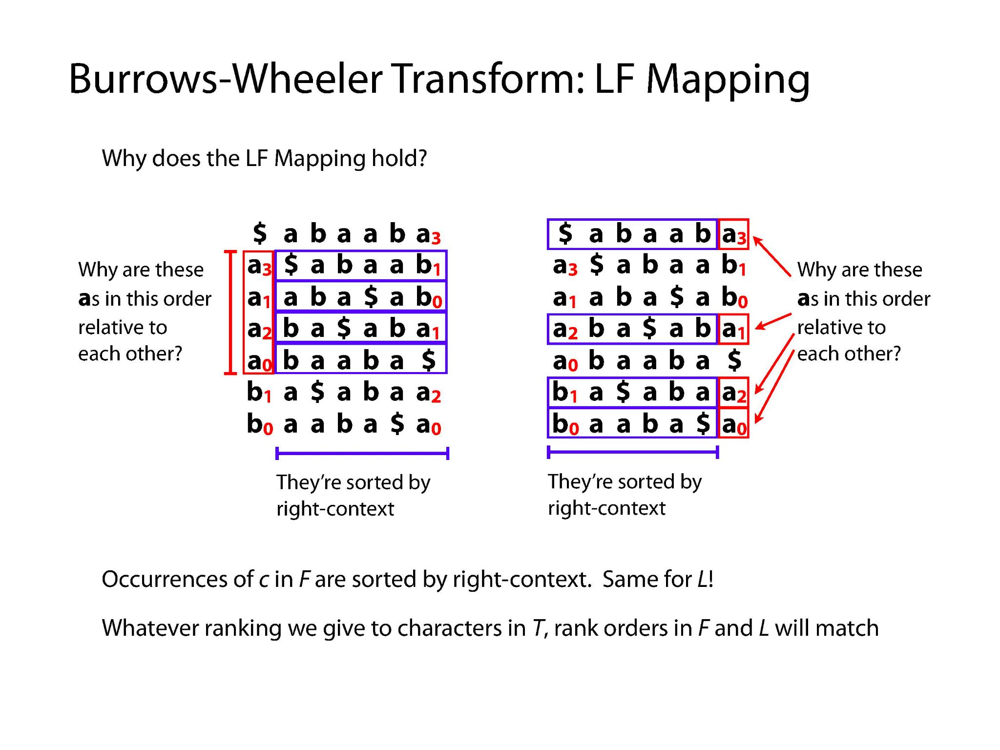 Burrows-Wheeler Transform: LF Mapping
Why does the LF Mapping hold?
Why are these
as in this order
relative to
each other?
$ a b a a b a3
a3 $ a b a a b1
a1 a b a $ a b0
a2 b a $ a b a1
a0 b a a b a $
b1 a $ a b a a2
b0 a a b a $ a0
They're sorted by
right-context
$ a b a a b a3
a3 $ a b a a b1
a1 a b a $ a b0
a2 b a $ a b a1
a0 b a a b a $
b1 a $ a b a a2
b0 a a b a $ a0
They're sorted by
right-context
Why are these
as in this order
relative to
each other?
Occurrences of c in F are sorted by right-context. Same for L!
Whatever ranking we give to characters in T, rank orders in F and L will match